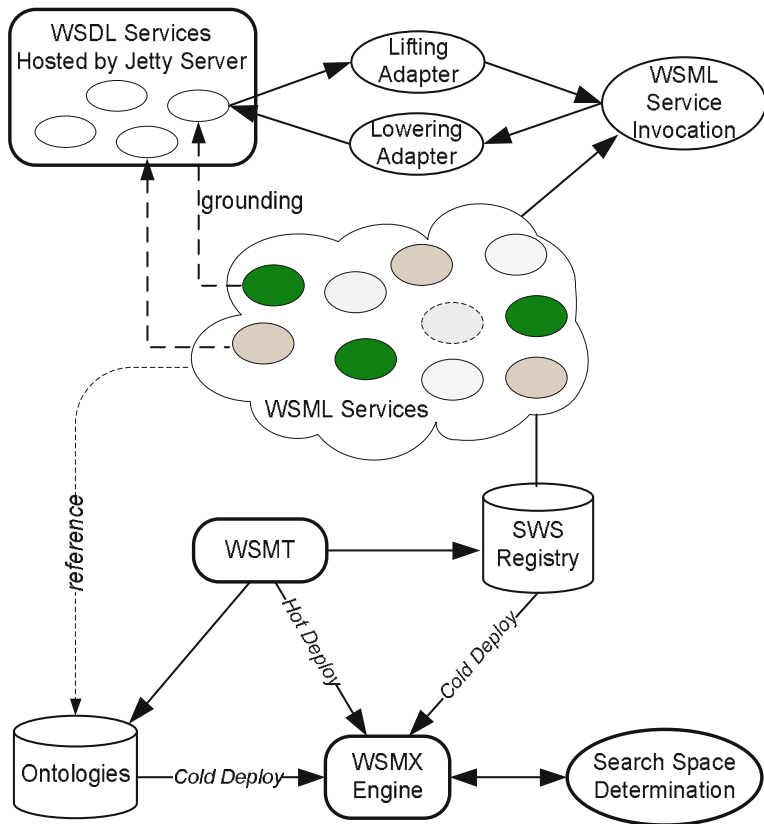 WSDL Services
Hosted by Jetty Server
Lifting
Adapter
Lowering
Adapter
WSML
Service
Invocation
grounding
WSML Services
reference
WSMT
SWS
Registry
Hot Deploy
Cold Deploy
Ontologies
Cold Deploy
WSMX
Engine
Search Space
Determination